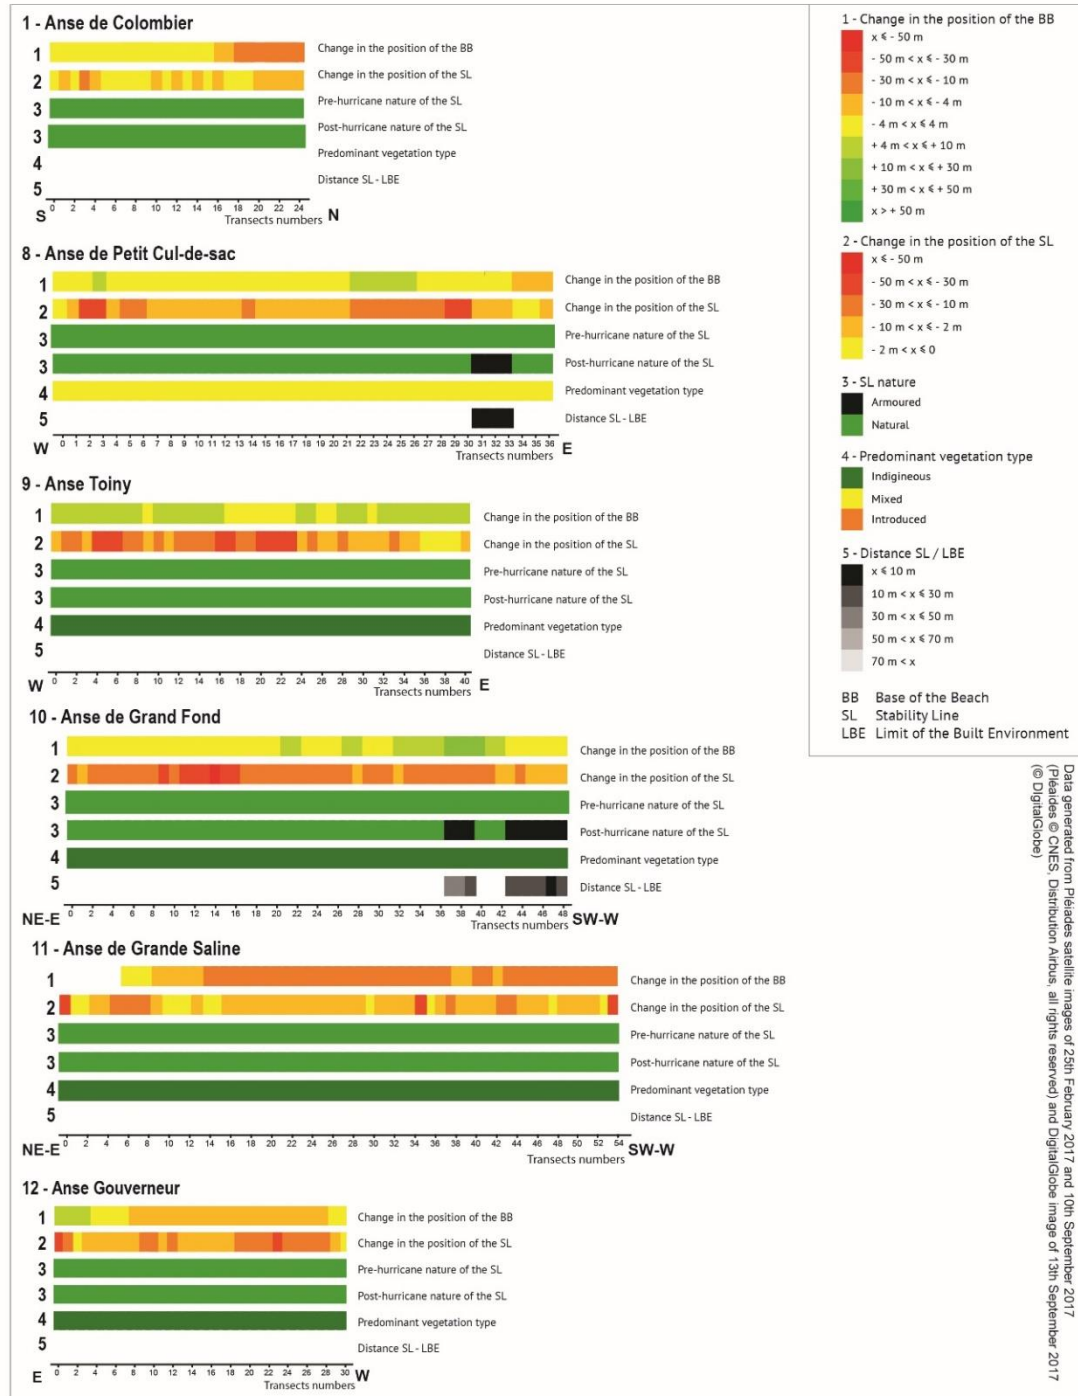 1 - Anse de Colombier
1 Change in the position of the BB
2 Change in the position of the SL
3 Pre-hurricane nature of the SL
3 Post-hurricane nature of the SL
4 Predominant vegetation type
5 Distance SL - LBE
0 2 4 6 8 10 12 14 16 18 20 22 24
S Transects numbers N
8 - Anse de Petit Cul-de-sac
1 Change in the position of the BB
2 Change in the position of the SL
3 Pre-hurricane nature of the SL
3 Post-hurricane nature of the SL
4 Predominant vegetation type
5 Distance SL - LBE
0 1 2 3 4 5 6 7 8 9 10 11 12 13 14 15 16 17 18 19 20 21 22 23 24 25 26 27 28 29 30 31 32 33 34 35 36
W Transects numbers E
9 - Anse Toiny
1 Change in the position of the BB
2 Change in the position of the SL
3 Pre-hurricane nature of the SL
3 Post-hurricane nature of the SL
4 Predominant vegetation type
5 Distance SL - LBE
0 2 4 6 8 10 12 14 16 18 20 22 24 26 28 30 32 34 36 38 40
W Transects numbers E
10 - Anse de Grand Fond
1 Change in the position of the BB
2 Change in the position of the SL
3 Pre-hurricane nature of the SL
3 Post-hurricane nature of the SL
4 Predominant vegetation type
5 Distance SL - LBE
0 2 4 6 8 10 12 14 16 18 20 22 24 26 28 30 32 34 36 38 40 42 44 46 48
NE-E Transects numbers SW-W
11 - Anse de Grande Saline
1 Change in the position of the BB
2 Change in the position of the SL
3 Pre-hurricane nature of the SL
3 Post-hurricane nature of the SL
4 Predominant vegetation type
5 Distance SL - LBE
0 2 4 6 8 10 12 14 16 18 20 22 24 26 28 30 32 34 36 38 40 42 44 46 48 50 52 54
NE-E Transects numbers SW-W
12 - Anse Gouverneur
1 Change in the position of the BB
2 Change in the position of the SL
3 Pre-hurricane nature of the SL
3 Post-hurricane nature of the SL
4 Predominant vegetation type
5 Distance SL - LBE
0 2 4 6 8 10 12 14 16 18 20 22 24 26 28 30
E Transects numbers W
1 - Change in the position of the BB
x ⩽ - 50 m
- 50 m < x ⩽ - 30 m
- 30 m < x ⩽ - 10 m
- 10 m < x ⩽ - 4 m
- 4 m < x ⩽ 4 m
+ 4 m < x ⩽ + 10 m
+ 10 m < x ⩽ + 30 m
+ 30 m < x ⩽ + 50 m
x > + 50 m
2 - Change in the position of the SL
x ⩽ - 50 m
- 50 m < x ⩽ - 30 m
- 30 m < x ⩽ - 10 m
- 10 m < x ⩽ - 2 m
- 2 m < x ⩽ 0
3 - SL nature
Armoured
Natural
4 - Predominant vegetation type
Indigineous
Mixed
Introduced
5 - Distance SL / LBE
x ⩽ 10 m
10 m < x ⩽ 30 m
30 m < x ⩽ 50 m
50 m < x ⩽ 70 m
70 m < x
BB Base of the Beach
SL Stability Line
LBE Limit of the Built Environment
Data generated from Pléiades satellite images of 25th February 2017 and 10th September 2017
(Pléaides © CNES, Distribution Airbus, all rights reserved) and DigitalGlobe image of 13th September 2017
(© DIgitalGlobe)